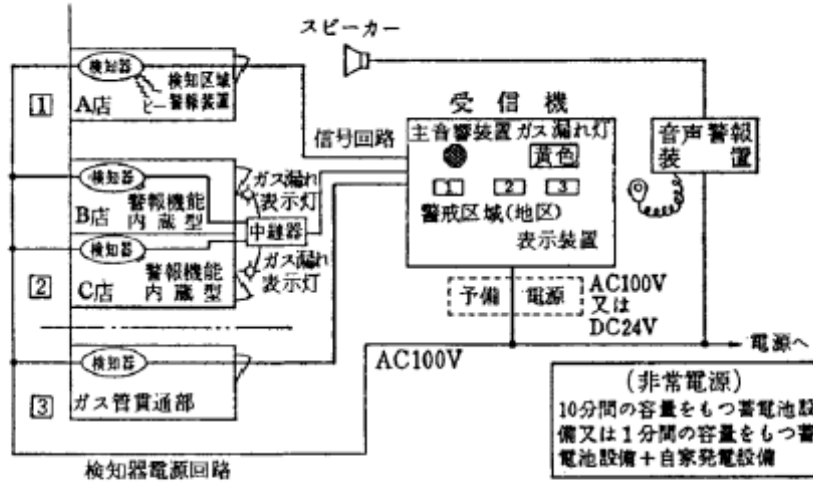 スピーカー
検知器
検知区域
ピー
警報装置
1
A店
信号回路
受信機
主音響装置
ガス漏れ灯
黄色
1
2
3
警戒区域(地区)
表示装置
音声警報
装置
検知器
警報機能
内蔵型
B店
ガス漏れ
表示灯
中継器
検知器
警報機能
内蔵型
2
C店
ガス漏れ
表示灯
予備電源
AC100V
又は
DC24V
検知器
3
ガス管貫通部
AC100V
電源へ
(非常電源)
10分間の容量をもつ蓄電池設
備又は1分間の容量をもつ蓄
電池設備+自家発電設備
検知器電源回路